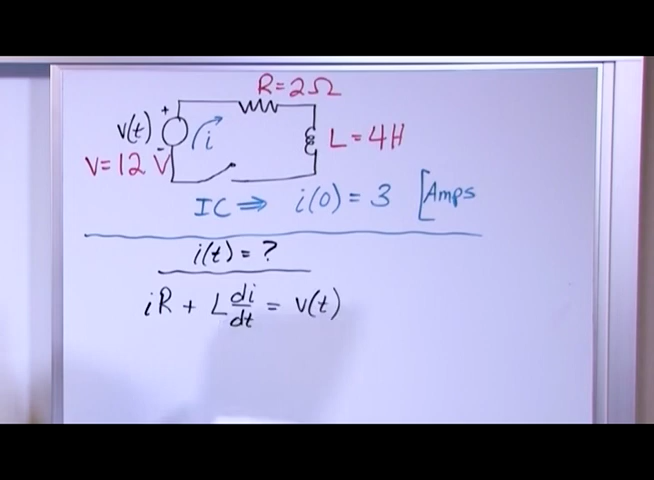 R=2Ω
+
v(t)
i
-
L=4H
V=12 V
IC ⇒ i(0) = 3 [Amps
i(t) = ?
iR + L di/dt = v(t)